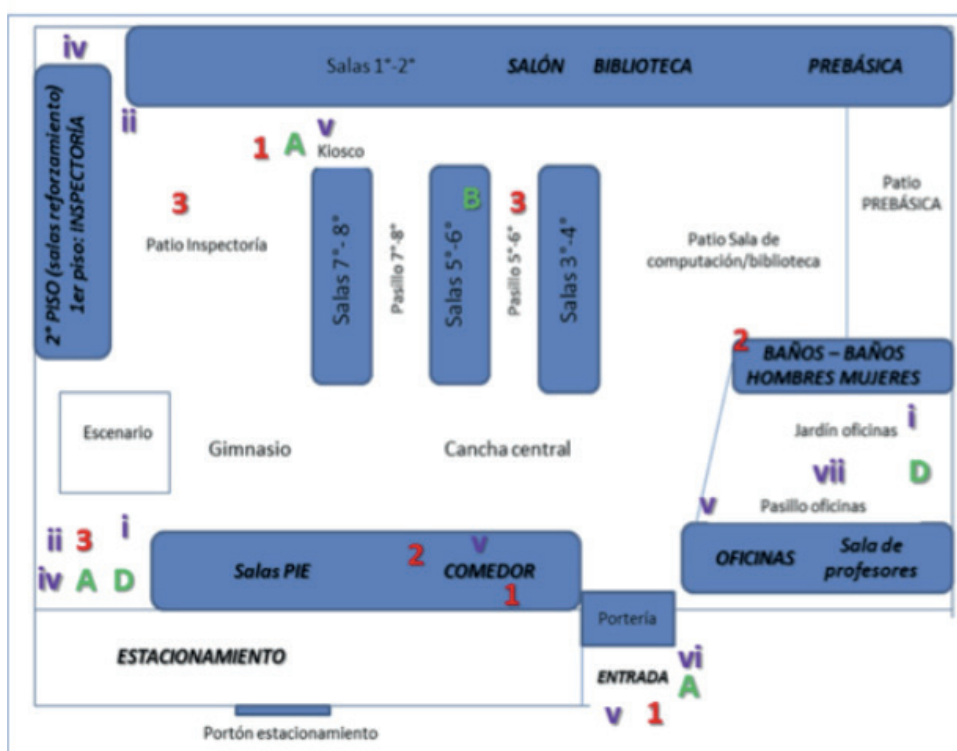 iv
Salas 1°-2° SALÓN BIBLIOTECA PREBÁSICA
2° PISO (salas reforzamiento)
1er piso: INSPECTORÍA
ii
1 A v
Kiosco
3
Patio Inspectoría
Salas 7°- 8°
Pasillo 7°-8°
B
Salas 5°-6°
3
Pasillo 5°-6°
Salas 3°-4°
Patio Sala de
computación/biblioteca
Patio
PREBÁSICA
2
BAÑOS – BAÑOS
HOMBRES MUJERES
Escenario
Gimnasio
Cancha central
i
Jardín oficinas
vii D
v
Pasillo oficinas
ii 3 i
iv A D
Salas PIE
2
v
COMEDOR
1
OFICINAS
Sala de
profesores
Portería
ESTACIONAMIENTO
ENTRADA
vi
A
v 1
Portón estacionamiento